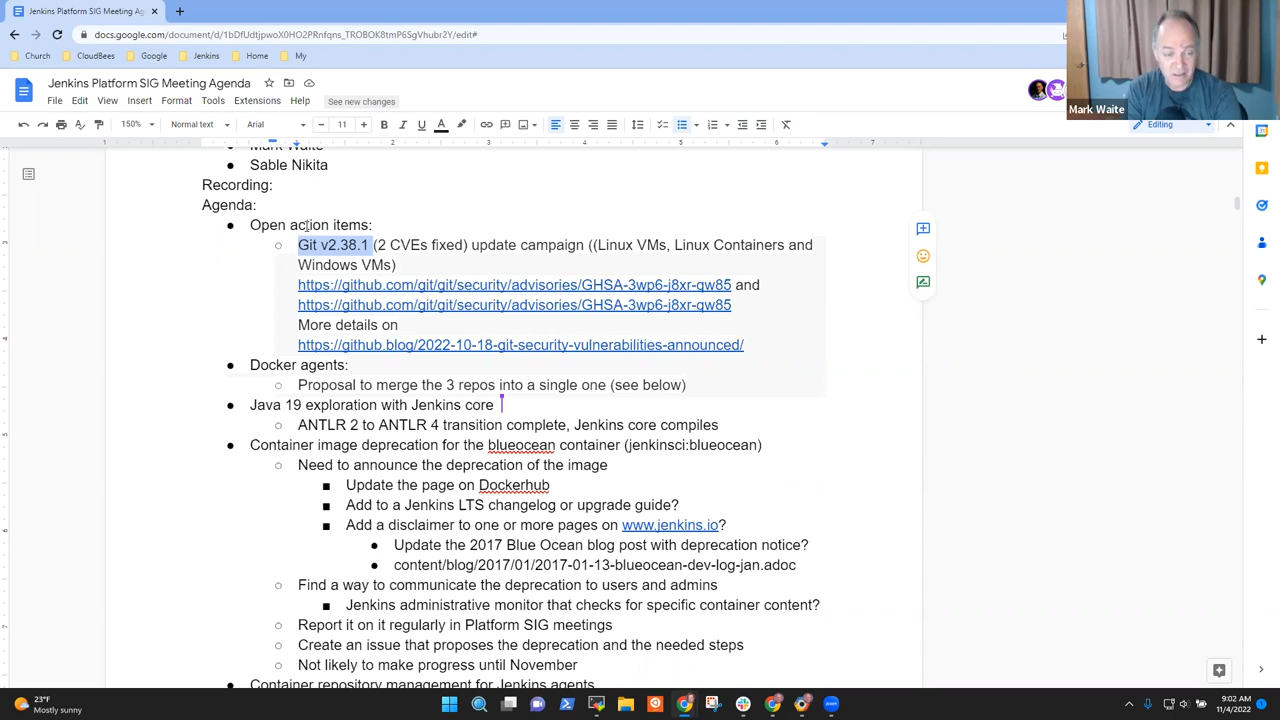 Jenkins Platform SIG Meeting Ag
docs.google.com/document/d/1bDfUdtjpwoX0HO2PRnfqns_TROBOK8tmP6SgVhubr2Y/edit#
Church
CloudBees
Google
Jenkins
Home
My
Jenkins Platform SIG Meeting Agenda
File Edit View Insert Format Tools Extensions Help See new changes
Mark Waite
150% Normal text Arial 11 Editing
1 1 2 3 4 5 6 7
Mark Waite
Sable Nikita
Recording:
Agenda:
Open action items:
Git v2.38.1 (2 CVEs fixed) update campaign ((Linux VMs, Linux Containers and
Windows VMs)
https://github.com/git/git/security/advisories/GHSA-3wp6-j8xr-qw85 and
https://github.com/git/git/security/advisories/GHSA-3wp6-j8xr-qw85
More details on
https://github.blog/2022-10-18-git-security-vulnerabilities-announced/
Docker agents:
Proposal to merge the 3 repos into a single one (see below)
Java 19 exploration with Jenkins core
ANTLR 2 to ANTLR 4 transition complete, Jenkins core compiles
Container image deprecation for the blueocean container (jenkinsci:blueocean)
Need to announce the deprecation of the image
Update the page on Dockerhub
Add to a Jenkins LTS changelog or upgrade guide?
Add a disclaimer to one or more pages on www.jenkins.io?
Update the 2017 Blue Ocean blog post with deprecation notice?
content/blog/2017/01/2017-01-13-blueocean-dev-log-jan.adoc
Find a way to communicate the deprecation to users and admins
Jenkins administrative monitor that checks for specific container content?
Report it on it regularly in Platform SIG meetings
Create an issue that proposes the deprecation and the needed steps
Not likely to make progress until November
Container repository management for Jenkins agents
23°F
Mostly sunny
9:02 AM
11/4/2022